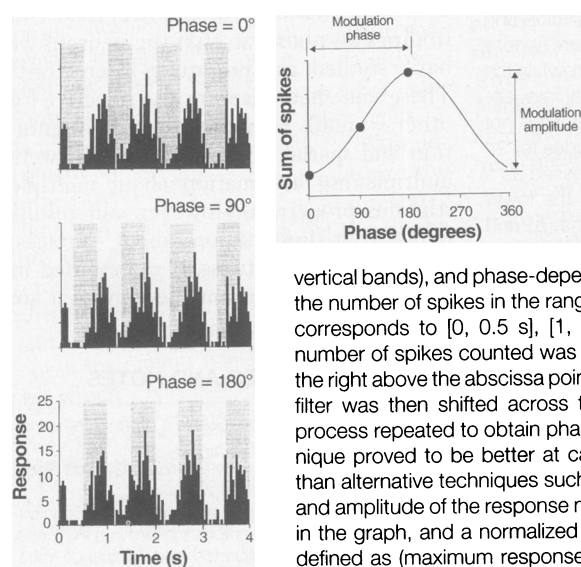 Phase = 0°
Phase = 90°
Phase = 180°
Response
25
20
15
10
5
0
0 1 2 3 4
Time (s)
Modulation
phase
Sum of spikes
Modulation
amplitude
0 90 180 270 360
Phase (degrees)
vertical bands), and phase-depe
the number of spikes in the rang
corresponds to [0, 0.5 s], [1,
number of spikes counted was
the right above the abscissa poin
filter was then shifted across t
process repeated to obtain pha
nique proved to be better at ca
than alternative techniques such
and amplitude of the response n
in the graph, and a normalized
defined as (maximum response